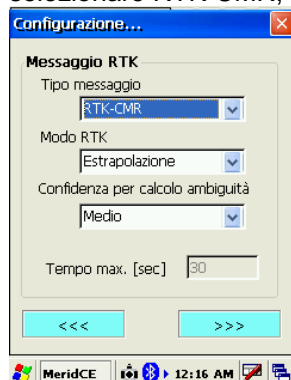 selezionare RTK-CMR,
Configurazione...
Messaggio RTK
Tipo messaggio
RTK-CMR
Modo RTK
Estrapolazione
Confidenza per calcolo ambiguità
Medio
Tempo max. [sec] 30
<<< >>>
MeridCE 12:16 AM